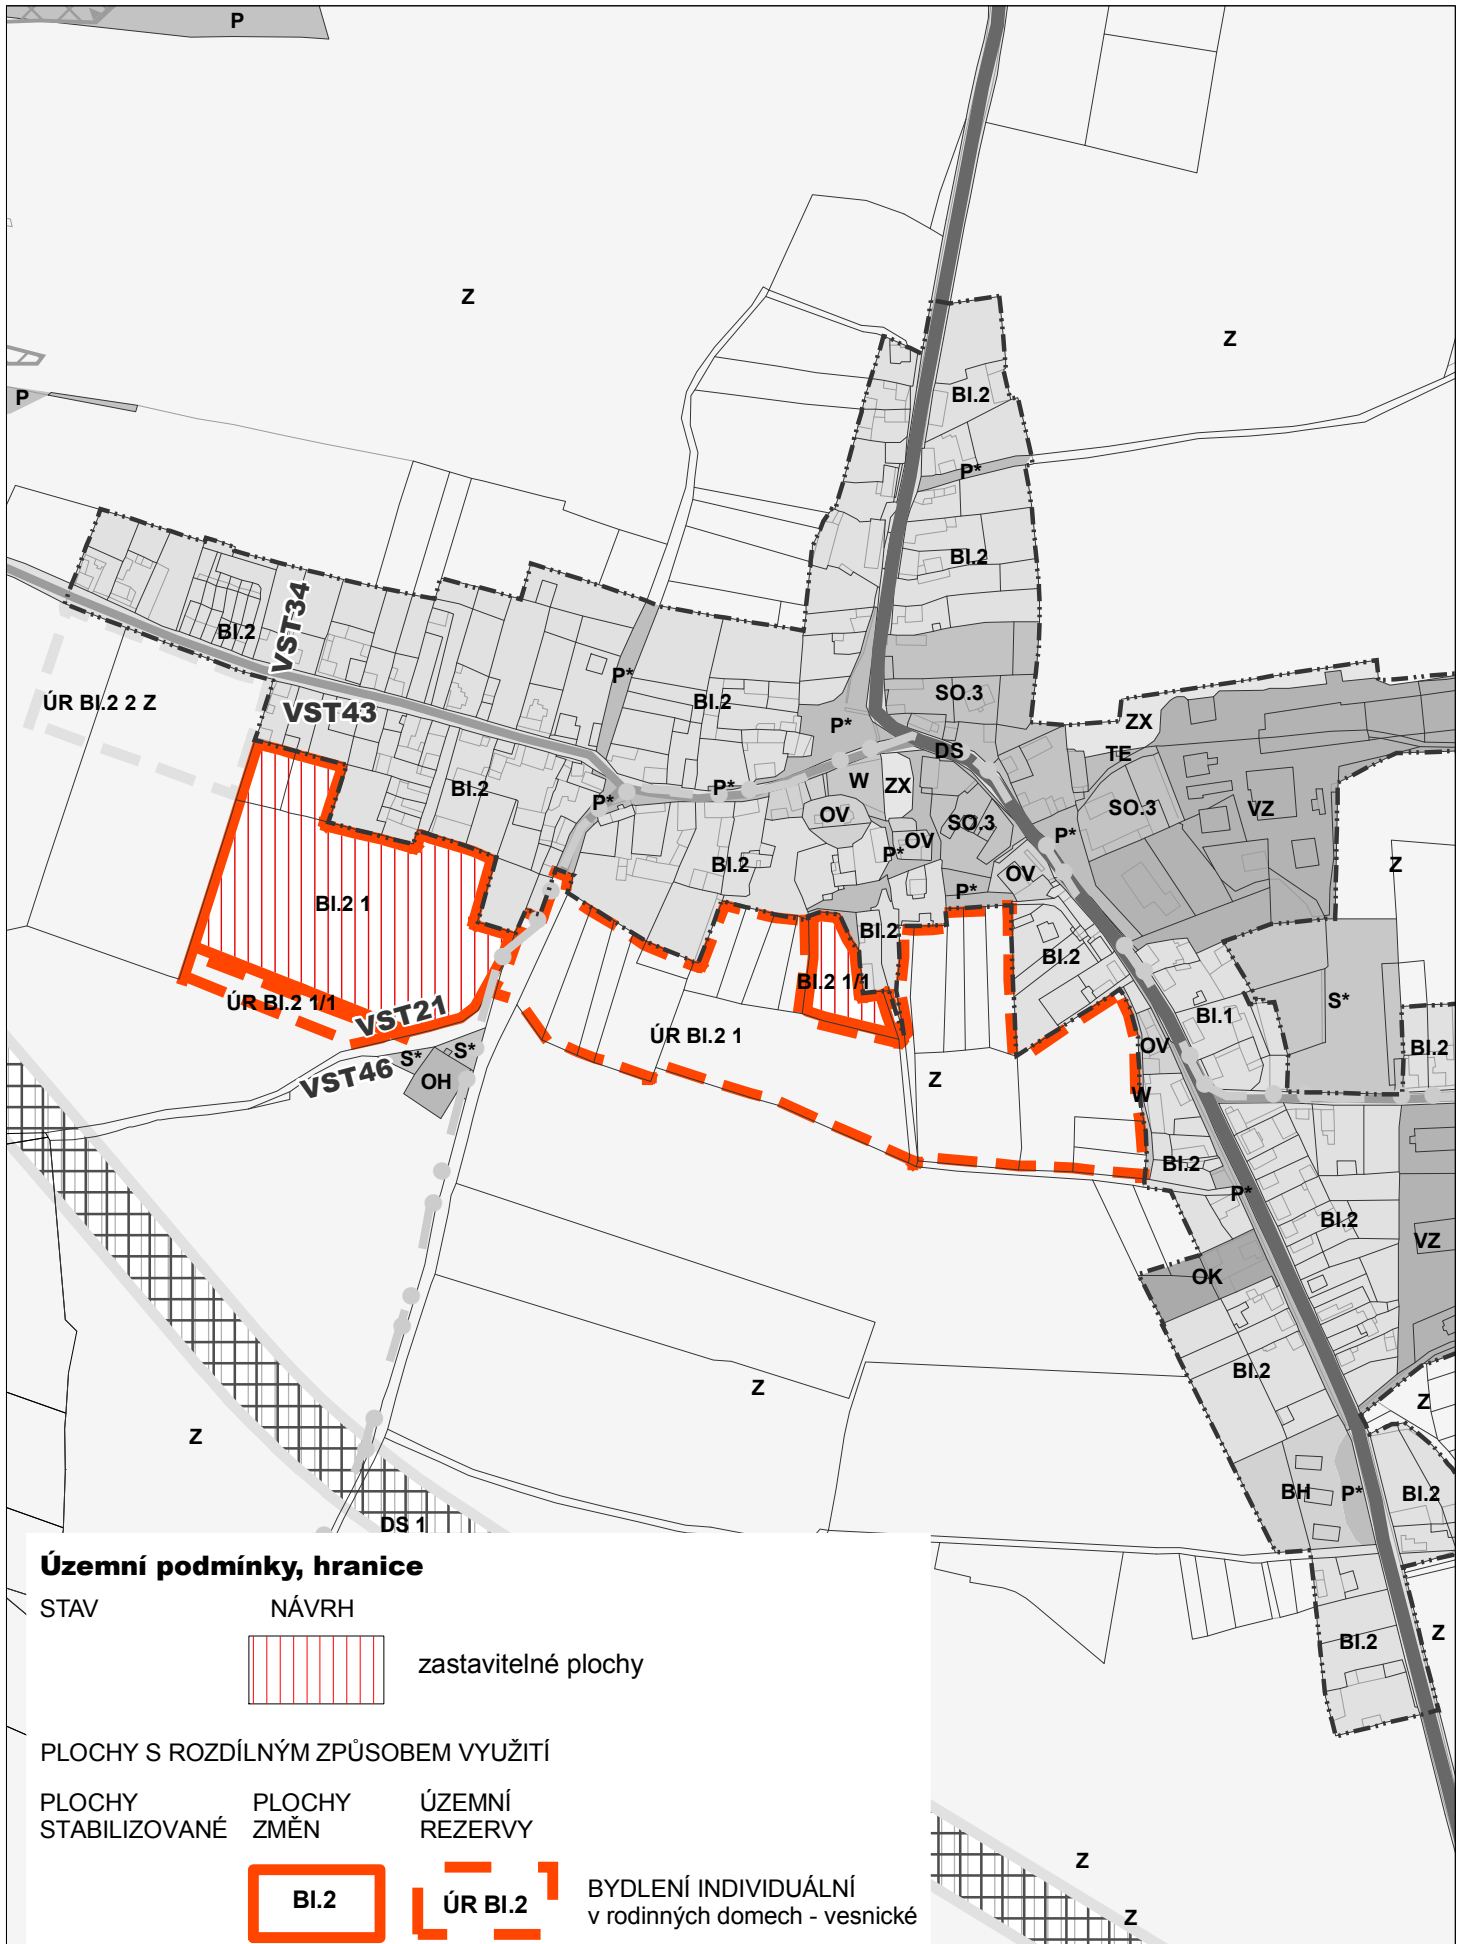 P
Z
Z
P
BI.2
P*
BI.2
VST34
BI.2
P*
ÚR BI.2 2 Z
VST43
BI.2
SO.3
P*
ZX
DS
TE
W
ZX
P*
BI.2
P*
OV
SO.3
SO.3
VZ
P*
OV
P*
BI.2
OV
Z
P*
BI.2 1
BI.2
BI.2
BI.2 1/1
ÚR BI.2 1/1
S*
VST21
BI.1
ÚR BI.2 1
OV
BI.2
S*
S*
VST46
OH
Z
W
BI.2
P*
BI.2
VZ
OK
BI.2
Z
Z
Z
BH
P*
BI.2
DS 1
Územní podmínky, hranice
STAV NÁVRH
zastavitelné plochy
BI.2
Z
PLOCHY S ROZDÍLNÝM ZPŮSOBEM VYUŽITÍ
PLOCHY STABILIZOVANÉ
PLOCHY ZMĚN
ÚZEMNÍ REZERVY
BI.2
ÚR BI.2
BYDLENÍ INDIVIDUÁLNÍ
v rodinných domech - vesnické
Z
Z